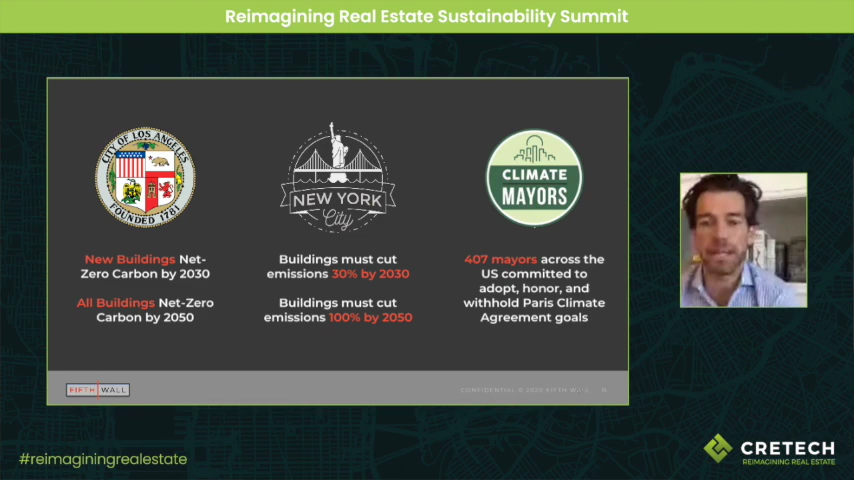 Reimagining Real Estate Sustainability Summit
CITY OF LOS ANGELES
FOUNDED 1781
New Buildings Net-
Zero Carbon by 2030
All Buildings Net-Zero
Carbon by 2050
NEW YORK
City
Buildings must cut
emissions 30% by 2030
Buildings must cut
emissions 100% by 2050
CLIMATE
MAYORS
407 mayors across the
US committed to
adopt, honor, and
withhold Paris Climate
Agreement goals
FIFTH WALL
CONFIDENTIAL © 2020 FIFTH WALL
#reimaginingrealestate
CRETECH
REIMAGINING REAL ESTATE